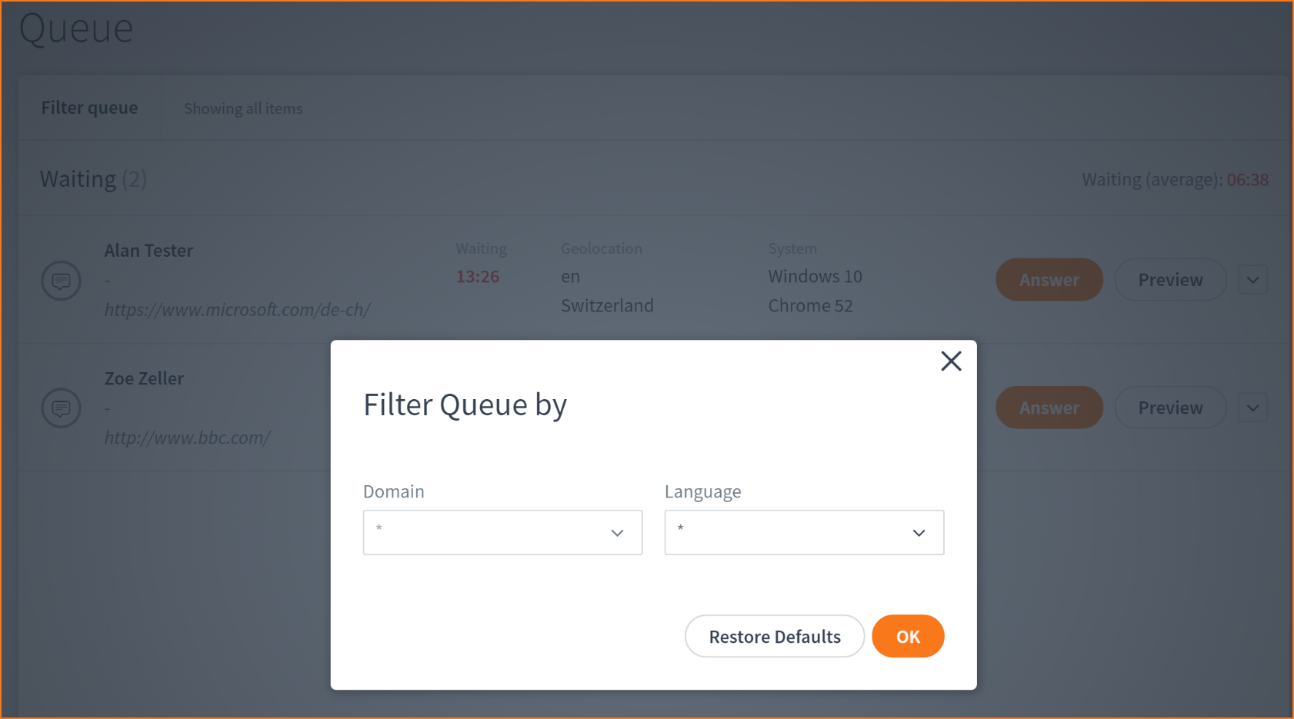 Queue
Filter queue Showing all items
Waiting (2) Waiting (average): 06:38
Alan Tester Waiting Geolocation System
- 13:26 en Windows 10 Answer Preview
https://www.microsoft.com/de-ch/ Switzerland Chrome 52
Zoe Zeller
- Answer Preview
http://www.bbc.com/
Filter Queue by
Domain Language
* *
Restore Defaults OK